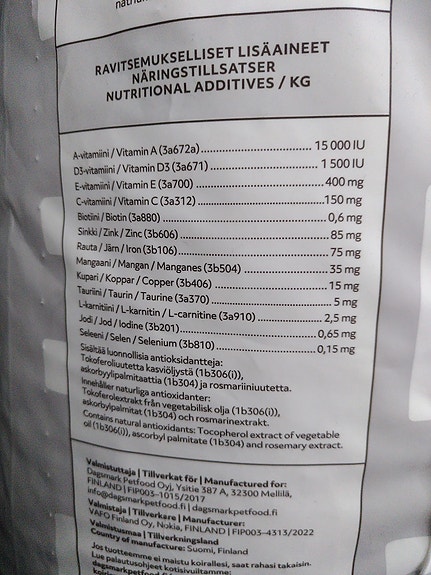 RAVITSEMUKSELLISET LISÄAINEET
NÄRINGSTILLSATSER
NUTRITIONAL ADDITIVES / KG
A-vitamiini / Vitamin A (3a672a) 15 000 IU
D3-vitamiini / Vitamin D3 (3a671) 1 500 IU
E-vitamiini / Vitamin E (3a700) 400 mg
C-vitamiini / Vitamin C (3a312) 150 mg
Biotiini / Biotin (3a880) 0,6 mg
Sinkki / Zink / Zinc (3b606) 85 mg
Rauta / Järn / Iron (3b106) 75 mg
Mangaani / Mangan / Manganes (3b504) 35 mg
Kupari / Koppar / Copper (3b406) 15 mg
Tauriini / Taurin / Taurine (3a370) 5 mg
L-karnitiini / L-karnitin / L-carnitine (3a910) 2,5 mg
Jodi / Jod / Iodine (3b201) 0,65 mg
Seleeni / Selen / Selenium (3b810) 0,15 mg
Sisältää luonnollisia antioksidantteja:
Tokoferoliuutetta kasviöljystä (1b306(i)),
askorbyylipalmitaattia (1b304) ja rosmariiniuutetta.
Innehåller naturliga antioxidanter:
Tokoferolextrakt från vegetabilisk olja (1b306(i)),
askorbylpalmitat (1b304) och rosmarinextrakt.
Contains natural antioxidants: Tocopherol extract of vegetable
oil (1b306(i)), ascorbyl palmitate (1b304) and rosemary extract.
Valmistuttaja | Tillverkat för | Manufactured for:
Dagsmark Petfood Oyj, Ysitie 387 A, 32300 Mellilä,
FINLAND | FIP003-1015/2017
info@dagsmarkpetfood.fi | dagsmarkpetfood.fi
Valmistaja | Tillverkare | Manufacturer:
VAFO Finland Oy, Nokia, FINLAND | FIP003-4313/2022
Valmistusmaa | Tillverkningsland
Country of manufacture: Suomi, Finland
Jos tuotteemme ei maistu koirallesi, saat rahasi takaisin.
Lue palautusohjeet kotisivuiltamme: